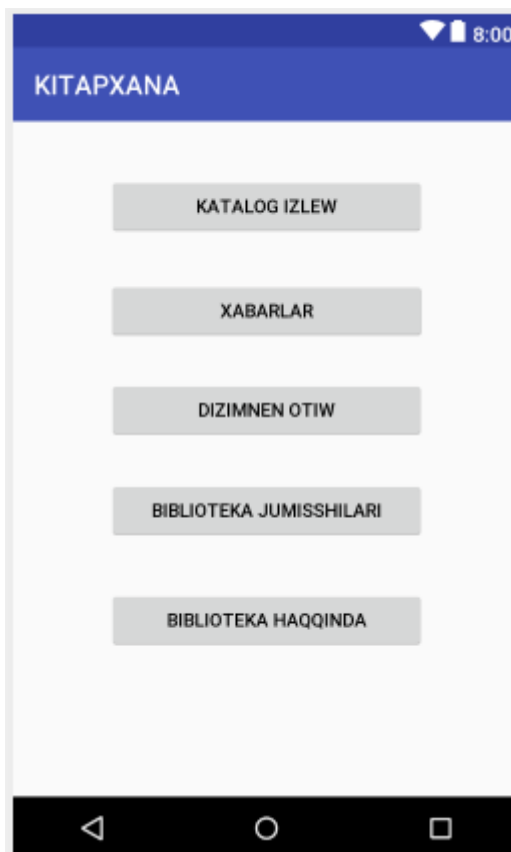 8:00
KITAPXANA
KATALOG IZLEW
XABARLAR
DIZIMNEN OTIW
BIBLIOTEKA JUMISSHILARI
BIBLIOTEKA HAQQINDA